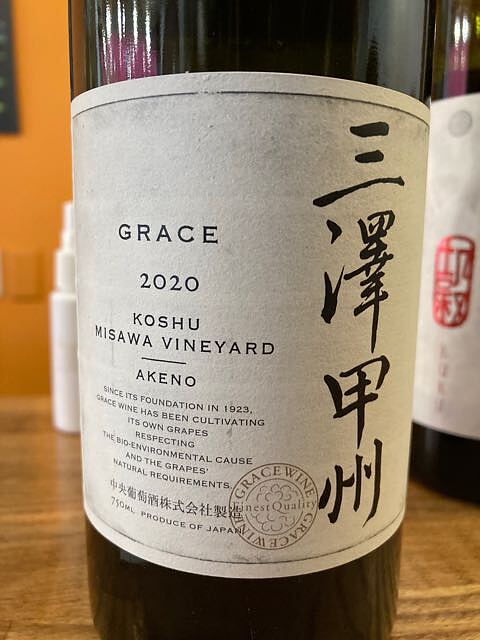 GRACE
2020
KOSHU
MISAWA VINEYARD
AKENO
SINCE ITS FOUNDATION IN 1923,
GRACE WINE HAS BEEN CULTIVATING
ITS OWN GRAPES
RESPECTING
THE BIO-ENVIRONMENTAL CAUSE
AND THE GRAPES'
NATURAL REQUIREMENTS.
中央葡萄酒株式会社製造
750ML PRODUCE OF JAPAN
三澤甲州
GRACE WINE
Finest Quality
GRACE WINE